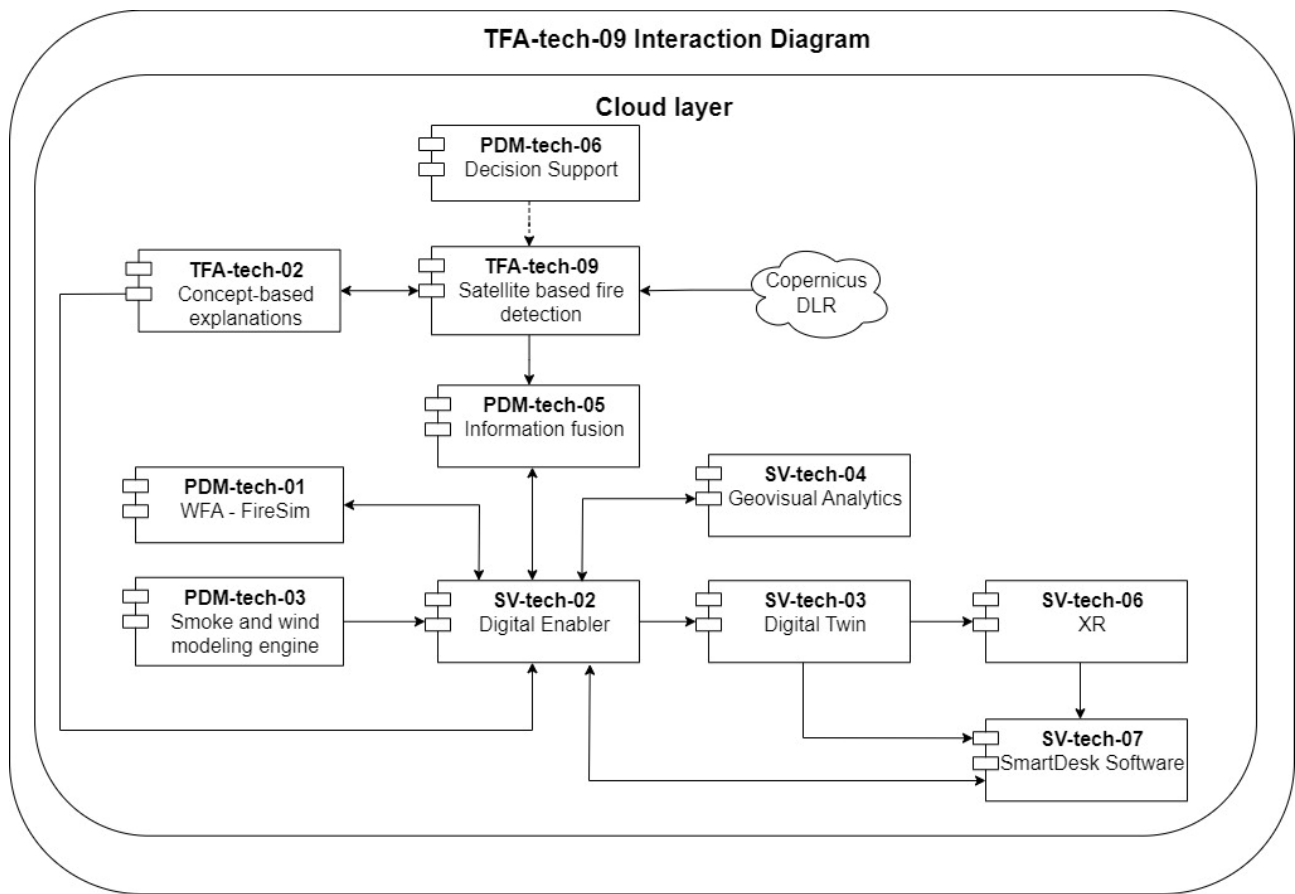 TFA-tech-09 Interaction Diagram
Cloud layer
PDM-tech-06
Decision Support
TFA-tech-02
Concept-based
explanations
TFA-tech-09
Satellite based fire
detection
Copernicus
DLR
PDM-tech-05
Information fusion
PDM-tech-01
WFA - FireSim
SV-tech-04
Geovisual Analytics
PDM-tech-03
Smoke and wind
modeling engine
SV-tech-02
Digital Enabler
SV-tech-03
Digital Twin
SV-tech-06
XR
SV-tech-07
SmartDesk Software